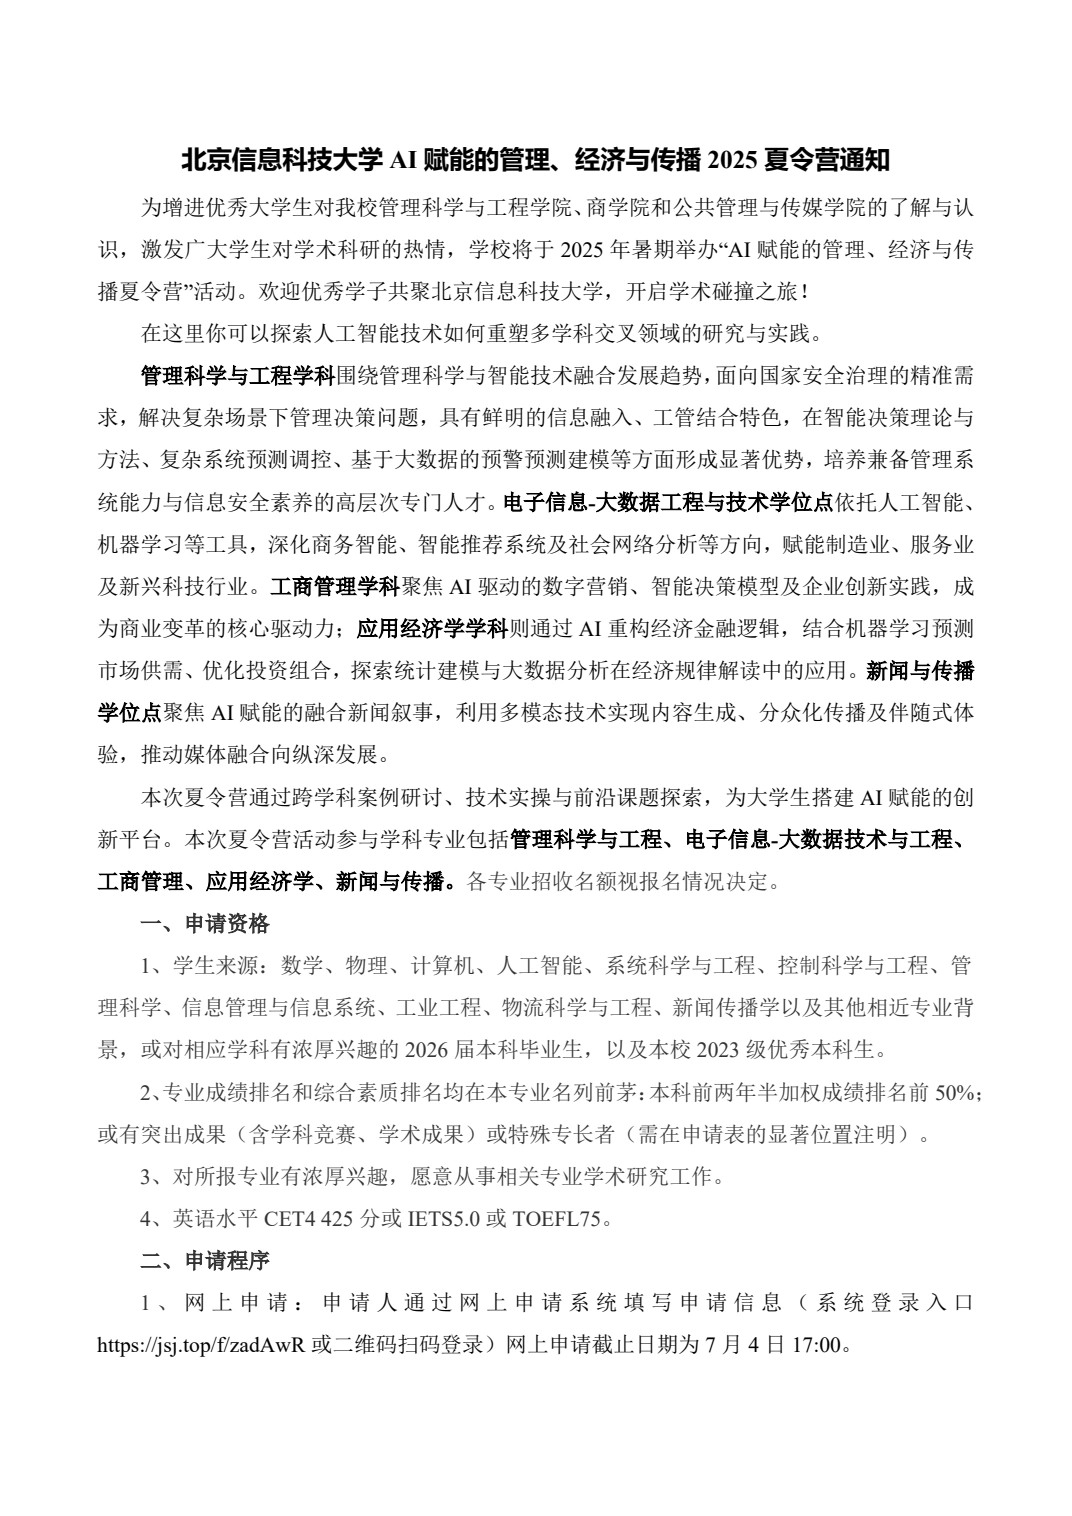 北京信息科技大学 AI 赋能的管理、经济与传播 2025 夏令营通知
为增进优秀大学生对我校管理科学与工程学院、商学院和公共管理与传媒学院的了解与认
识，激发广大学生对学术科研的热情，学校将于 2025 年暑期举办“AI 赋能的管理、经济与传
播夏令营”活动。欢迎优秀学子共聚北京信息科技大学，开启学术碰撞之旅！
在这里你可以探索人工智能技术如何重塑多学科交叉领域的研究与实践。
管理科学与工程学科围绕管理科学与智能技术融合发展趋势，面向国家安全治理的精准需
求，解决复杂场景下管理决策问题，具有鲜明的信息融入、工管结合特色，在智能决策理论与
方法、复杂系统预测调控、基于大数据的预警预测建模等方面形成显著优势，培养兼备管理系
统能力与信息安全素养的高层次专门人才。电子信息-大数据工程与技术学位点依托人工智能、
机器学习等工具，深化商务智能、智能推荐系统及社会网络分析等方向，赋能制造业、服务业
及新兴科技行业。工商管理学科聚焦 AI 驱动的数字营销、智能决策模型及企业创新实践，成
为商业变革的核心驱动力；应用经济学学科则通过 AI 重构经济金融逻辑，结合机器学习预测
市场供需、优化投资组合，探索统计建模与大数据分析在经济规律解读中的应用。新闻与传播
学位点聚焦 AI 赋能的融合新闻叙事，利用多模态技术实现内容生成、分众化传播及伴随式体
验，推动媒体融合向纵深发展。
本次夏令营通过跨学科案例研讨、技术实操与前沿课题探索，为大学生搭建 AI 赋能的创
新平台。本次夏令营活动参与学科专业包括管理科学与工程、电子信息-大数据技术与工程、
工商管理、应用经济学、新闻与传播。各专业招收名额视报名情况决定。
一、申请资格
1、学生来源：数学、物理、计算机、人工智能、系统科学与工程、控制科学与工程、管
理科学、信息管理与信息系统、工业工程、物流科学与工程、新闻传播学以及其他相近专业背
景，或对相应学科有浓厚兴趣的 2026 届本科毕业生，以及本校 2023 级优秀本科生。
2、专业成绩排名和综合素质排名均在本专业名列前茅：本科前两年半加权成绩排名前 50%；
或有突出成果（含学科竞赛、学术成果）或特殊专长者（需在申请表的显著位置注明）。
3、对所报专业有浓厚兴趣，愿意从事相关专业学术研究工作。
4、英语水平 CET4 425 分或 IETS5.0 或 TOEFL75。
二、申请程序
1、网上申请：申请人通过网上申请系统填写申请信息（系统登录入口
https://jsj.top/f/zadAwR 或二维码扫码登录）网上申请截止日期为 7 月 4 日 17:00。